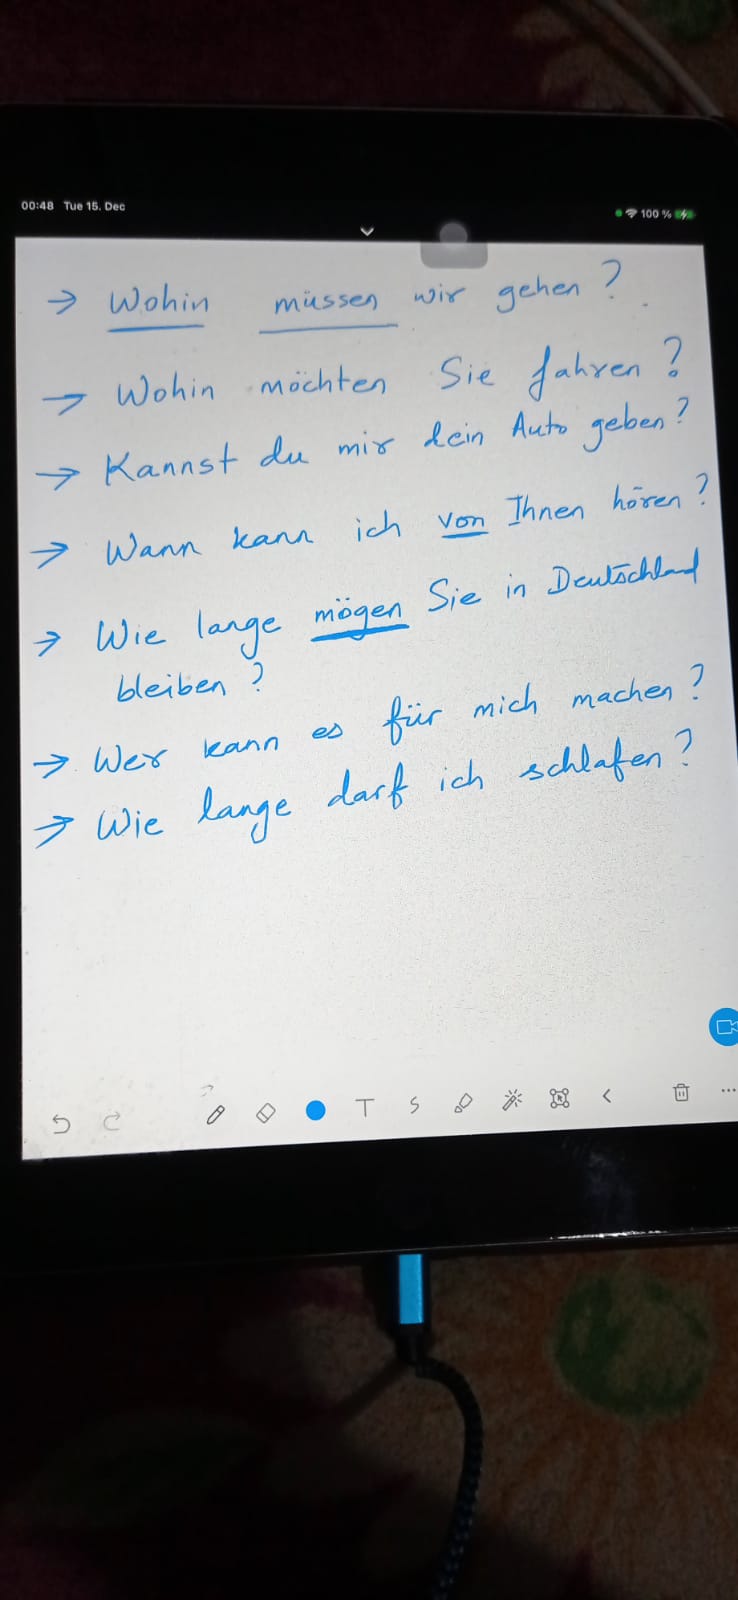 00:48 Tue 15. Dec
100 %
→ Wohin müssen wir gehen?
→ Wohin möchten Sie fahren?
→ Kannst du mir dein Auto geben?
→ Wann kann ich von Ihnen hören?
→ Wie lange mögen Sie in Deutschland
bleiben?
→ Wer kann es für mich machen?
→ Wie lange darf ich schlafen?
T